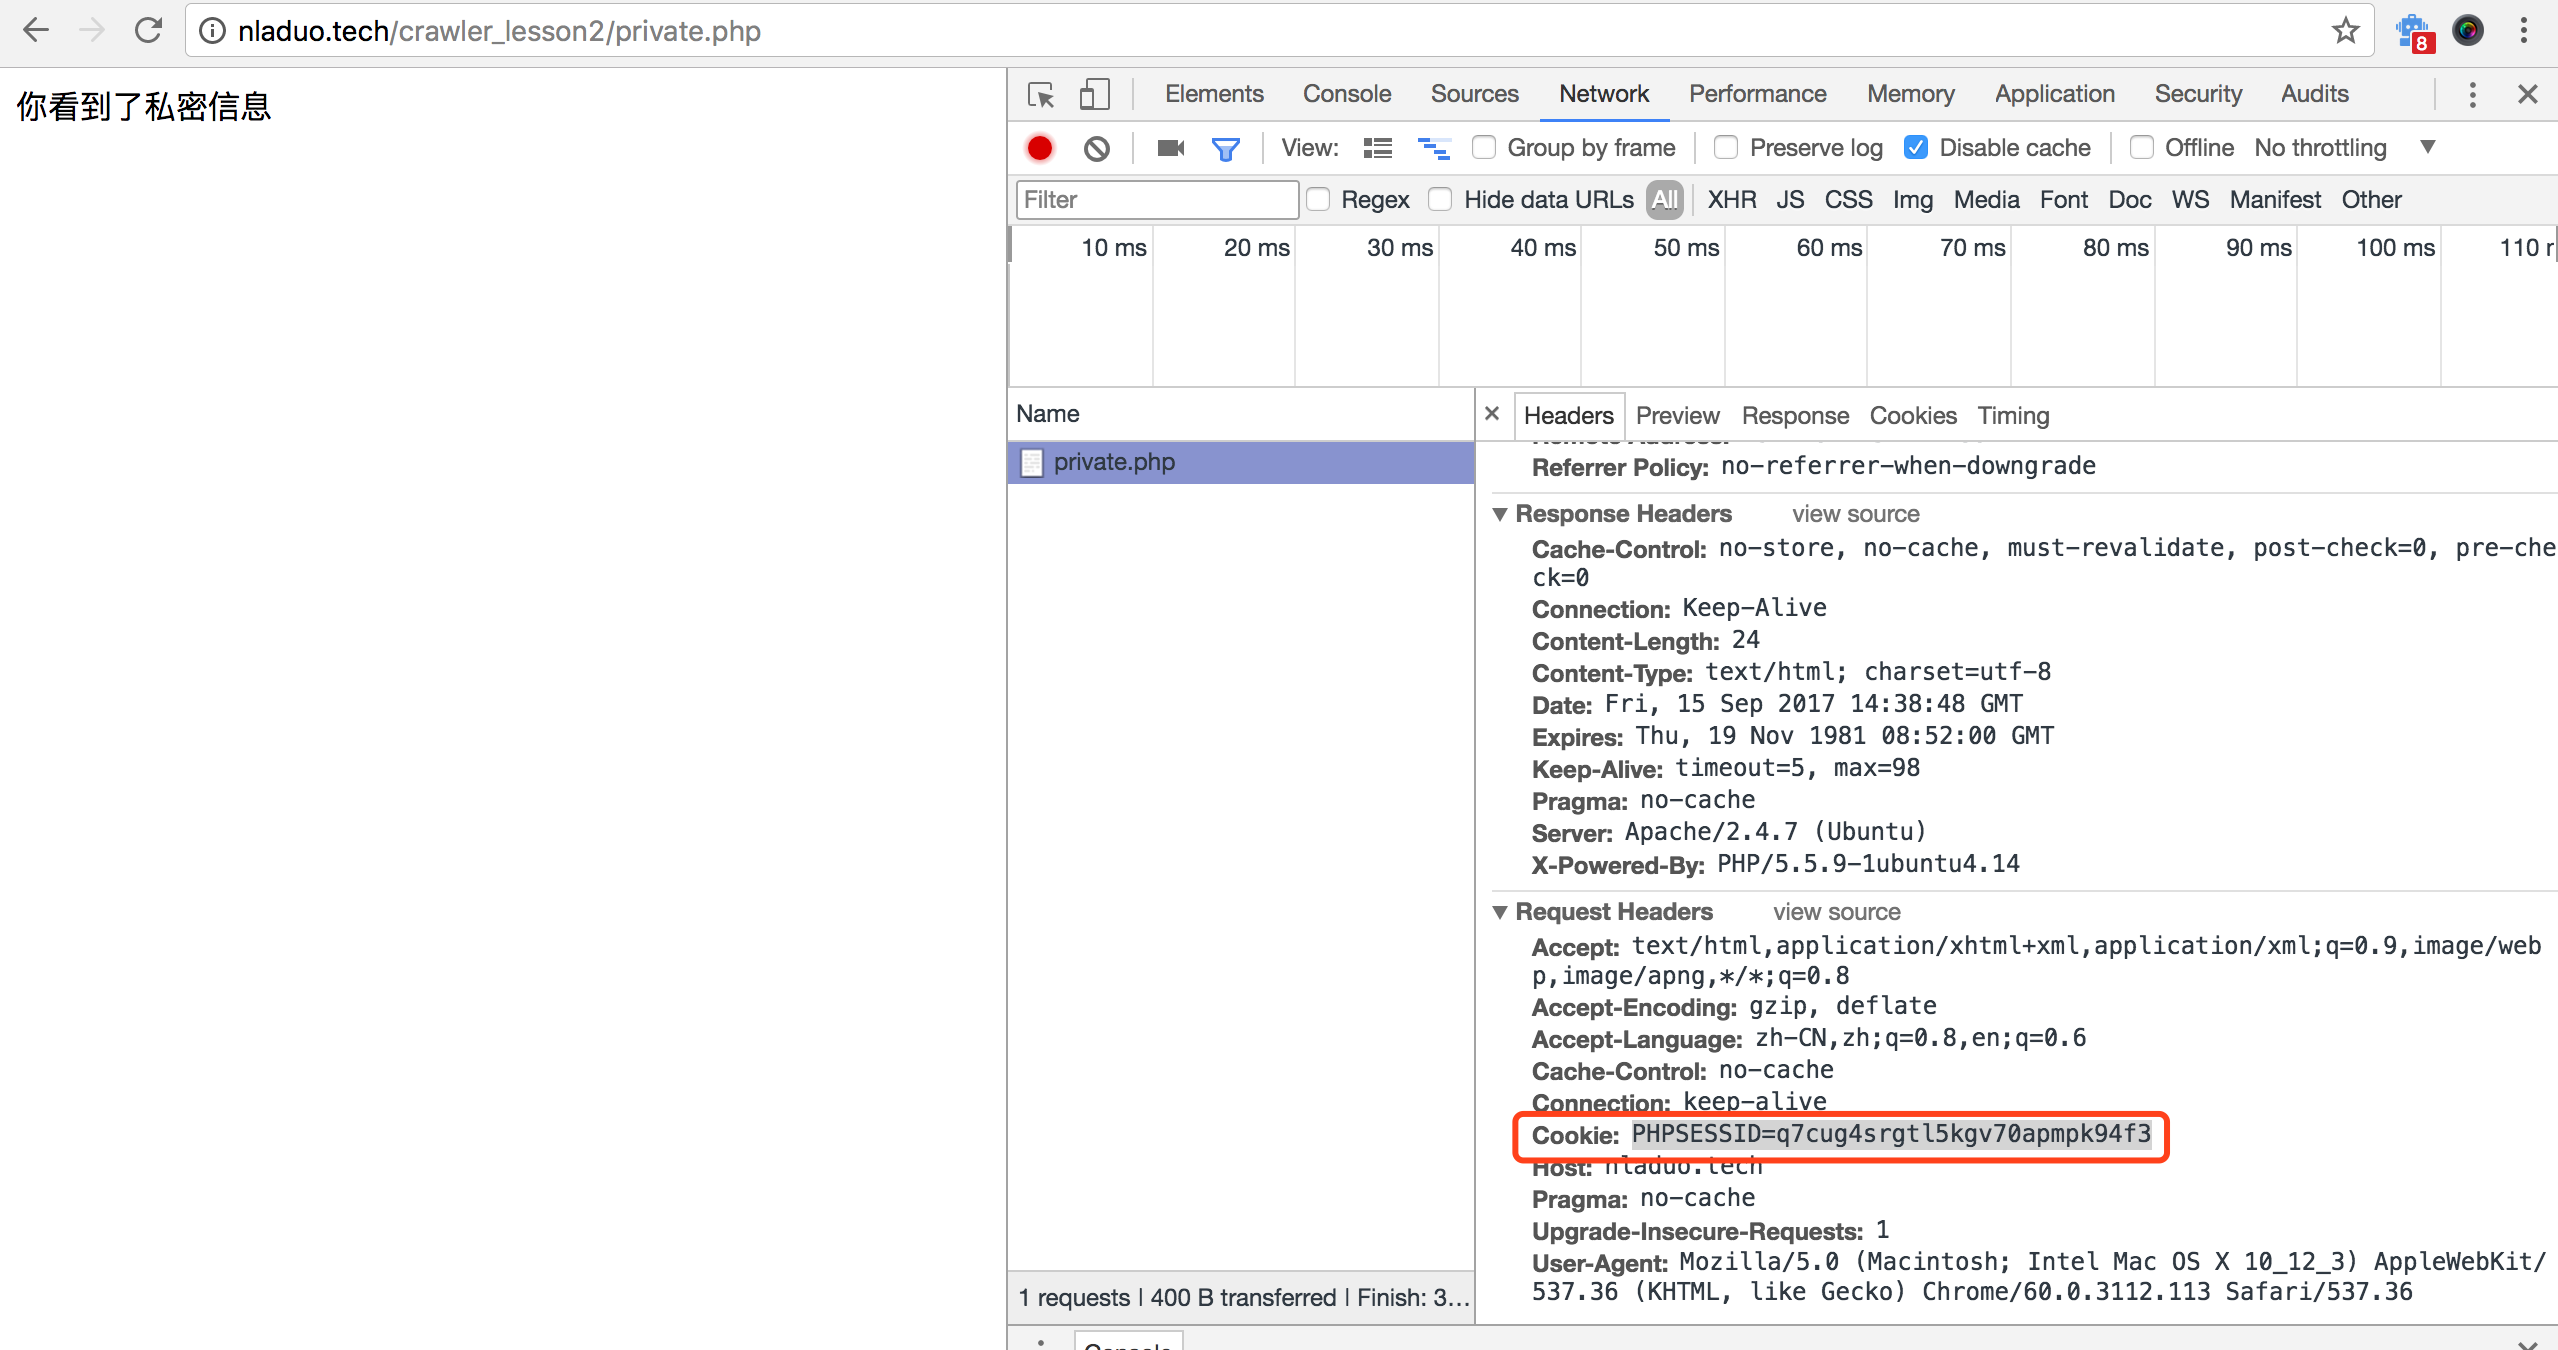 nladuo.tech/crawler_lesson2/private.php
8
你看到了私密信息
Elements Console Sources Network Performance Memory Application Security Audits
View: Group by frame Preserve log Disable cache Offline No throttling
Filter Regex Hide data URLs All XHR JS CSS Img Media Font Doc WS Manifest Other
10 ms 20 ms 30 ms 40 ms 50 ms 60 ms 70 ms 80 ms 90 ms 100 ms 110 r
Name
private.php
1 requests | 400 B transferred | Finish: 3...
× Headers Preview Response Cookies Timing
Referrer Policy: no-referrer-when-downgrade
Response Headers view source
Cache-Control: no-store, no-cache, must-revalidate, post-check=0, pre-che
ck=0
Connection: Keep-Alive
Content-Length: 24
Content-Type: text/html; charset=utf-8
Date: Fri, 15 Sep 2017 14:38:48 GMT
Expires: Thu, 19 Nov 1981 08:52:00 GMT
Keep-Alive: timeout=5, max=98
Pragma: no-cache
Server: Apache/2.4.7 (Ubuntu)
X-Powered-By: PHP/5.5.9-1ubuntu4.14
Request Headers view source
Accept: text/html,application/xhtml+xml,application/xml;q=0.9,image/web
p,image/apng,*/*;q=0.8
Accept-Encoding: gzip, deflate
Accept-Language: zh-CN,zh;q=0.8,en;q=0.6
Cache-Control: no-cache
Connection: keep-alive
Cookie: PHPSESSID=q7cug4srgtl5kgv70apmpk94f3
Host: nladuo.tech
Pragma: no-cache
Upgrade-Insecure-Requests: 1
User-Agent: Mozilla/5.0 (Macintosh; Intel Mac OS X 10_12_3) AppleWebKit/
537.36 (KHTML, like Gecko) Chrome/60.0.3112.113 Safari/537.36
Console